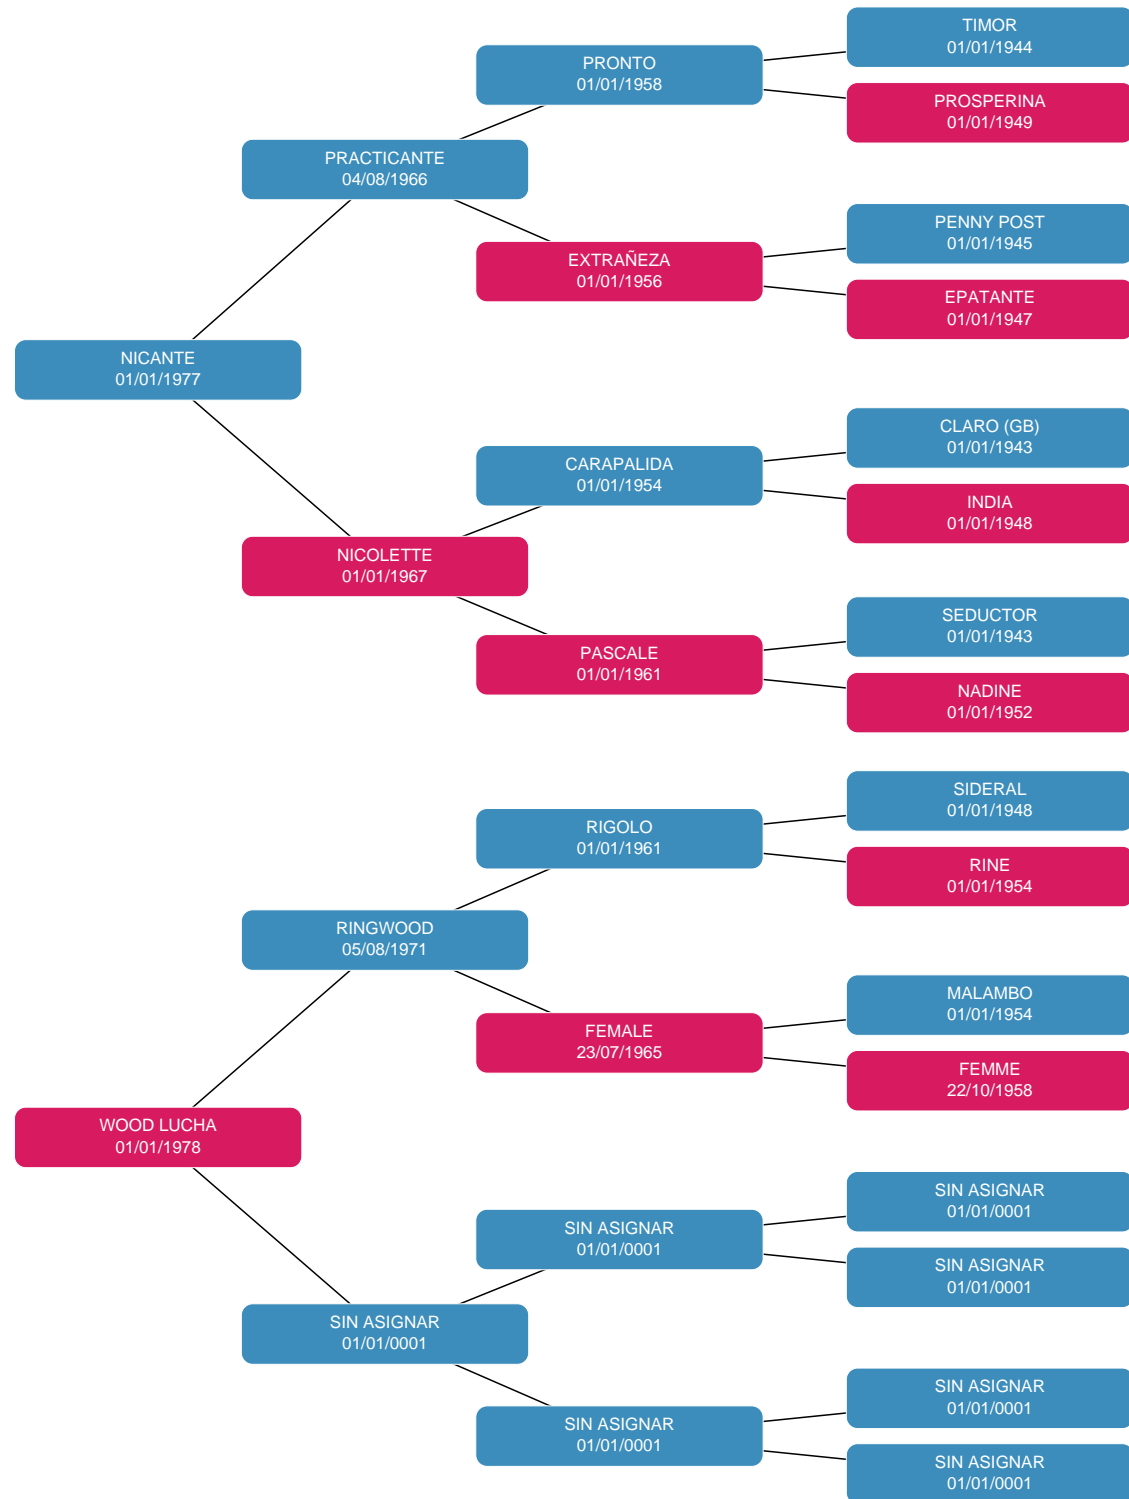 TIMOR
01/01/1944
PRONTO
01/01/1958
PROSPERINA
01/01/1949
PRACTICANTE
04/08/1966
PENNY POST
01/01/1945
EXTRAÑEZA
01/01/1956
EPATANTE
01/01/1947
NICANTE
01/01/1977
CLARO (GB)
01/01/1943
CARAPALIDA
01/01/1954
INDIA
01/01/1948
NICOLETTE
01/01/1967
SEDUCTOR
01/01/1943
PASCALE
01/01/1961
NADINE
01/01/1952
SIDERAL
01/01/1948
RIGOLO
01/01/1961
RINE
01/01/1954
RINGWOOD
05/08/1971
MALAMBO
01/01/1954
FEMALE
23/07/1965
FEMME
22/10/1958
WOOD LUCHA
01/01/1978
SIN ASIGNAR
01/01/0001
SIN ASIGNAR
01/01/0001
SIN ASIGNAR
01/01/0001
SIN ASIGNAR
01/01/0001
SIN ASIGNAR
01/01/0001
SIN ASIGNAR
01/01/0001
SIN ASIGNAR
01/01/0001